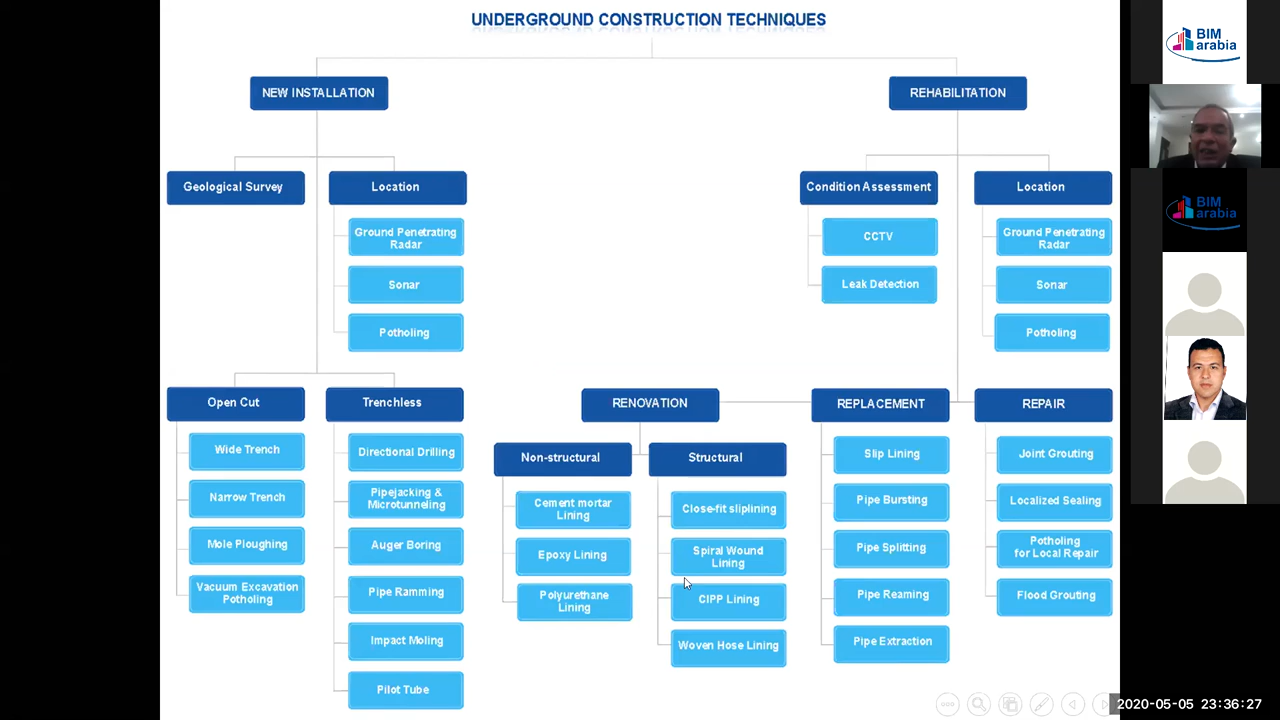 UNDERGROUND CONSTRUCTION TECHNIQUES
NEW INSTALLATION
Geological Survey
Location
Ground Penetrating
Radar
Sonar
Potholing
Open Cut
Wide Trench
Narrow Trench
Mole Ploughing
Vacuum Excavation
Potholing
Trenchless
Directional Drilling
Pipejacking &
Microtunneling
Auger Boring
Pipe Ramming
Impact Moling
Pilot Tube
REHABILITATION
Condition Assessment
CCTV
Leak Detection
Location
Ground Penetrating
Radar
Sonar
Potholing
RENOVATION
Non-structural
Cement mortar
Lining
Epoxy Lining
Polyurethane
Lining
Structural
Close-fit sliplining
Spiral Wound
Lining
CIPP Lining
Woven Hose Lining
REPLACEMENT
Slip Lining
Pipe Bursting
Pipe Splitting
Pipe Reaming
Pipe Extraction
REPAIR
Joint Grouting
Localized Sealing
Potholing
for Local Repair
Flood Grouting
BIM
arabia
BIM
arabia
2020-05-05 23:36:27